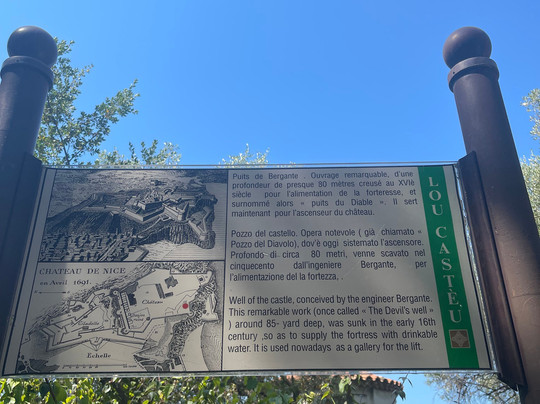 Puits de Bergante . Ouvrage remarquable, d'une
profondeur de presque 80 mètres creusé au XVIè
siècle pour l'alimentation de la forteresse, et
surnommé alors « puits du Diable ». Il sert
maintenant pour l'ascenseur du château.
Pozzo del castello. Opera notevole ( già chiamato «
Pozzo del Diavolo), dov'è oggi sistemato l'ascensore.
Profondo di circa 80 metri, venne scavato nel
cinquecento dall'ingeniere Bergante, per
l'alimentazione del la fortezza, .
Well of the castle, conceived by the engineer Bergante.
This remarkable work (once called « The Devil's well »
) around 85- yard deep, was sunk in the early 16th
century ,so as to supply the fortress with drinkable
water. It is used nowadays as a gallery for the lift.
LOU CASTÈU
CHATEAU DE NICE
en Avril 1691.
Château
Echelle